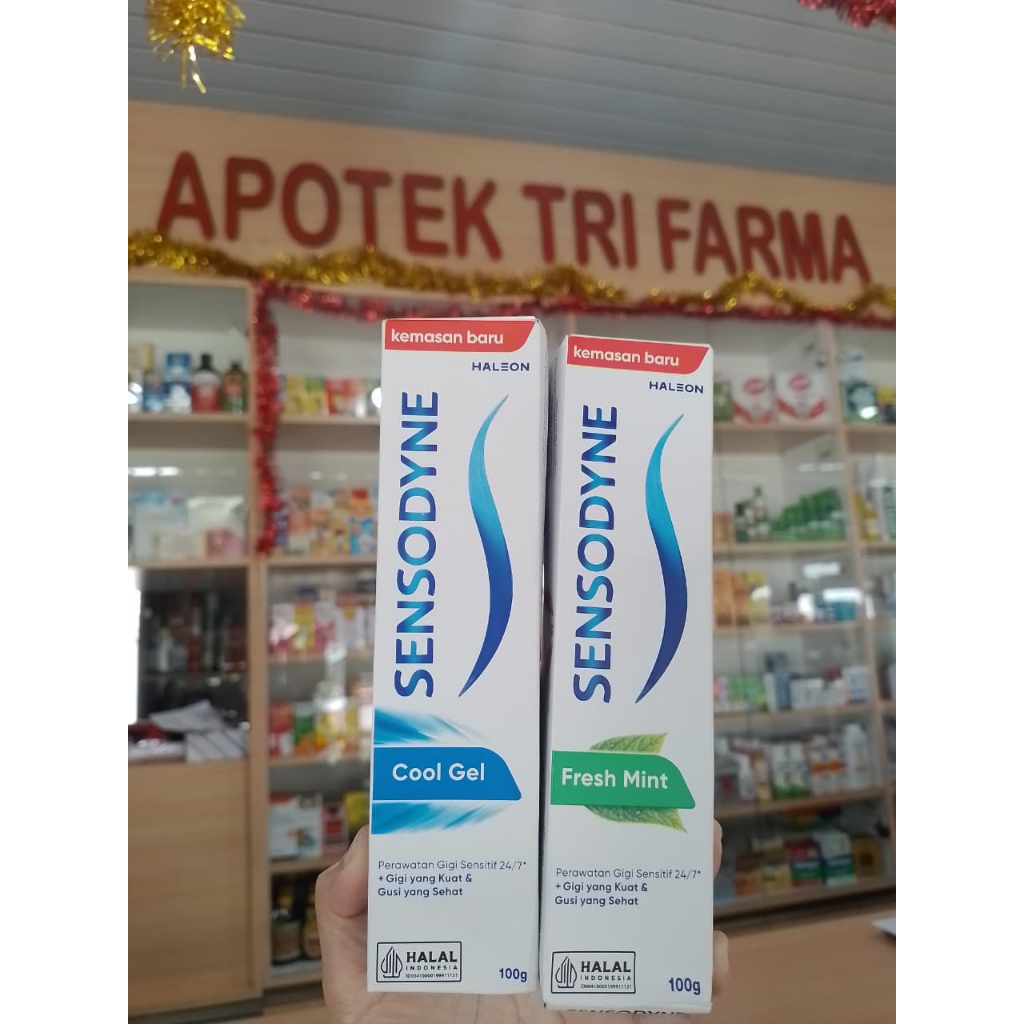 APOTEK TRI FARMA
kemasan baru
HALEON
SENSODYNE
Cool Gel
Perawatan Gigi Sensitif 24/7*
+ Gigi yang Kuat &
Gusi yang Sehat
HALAL
INDONESIA
100g
kemasan baru
HALEON
SENSODYNE
Fresh Mint
Perawatan Gigi Sensitif 24/7*
+ Gigi yang Kuat &
Gusi yang Sehat
HALAL
INDONESIA
100g
SENSODYNE